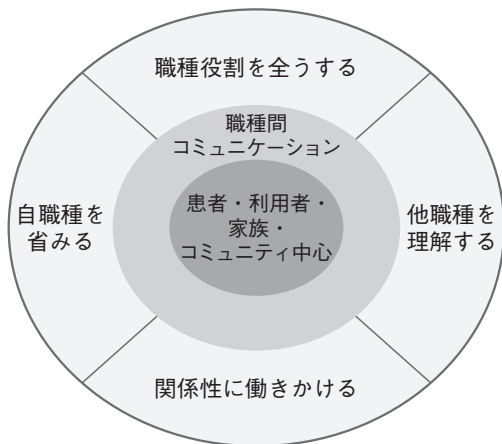 職種役割を全うする
職種間
コミュニケーション
患者・利用者・
家族・
コミュニティ中心
自職種を
省みる
他職種を
理解する
関係性に働きかける